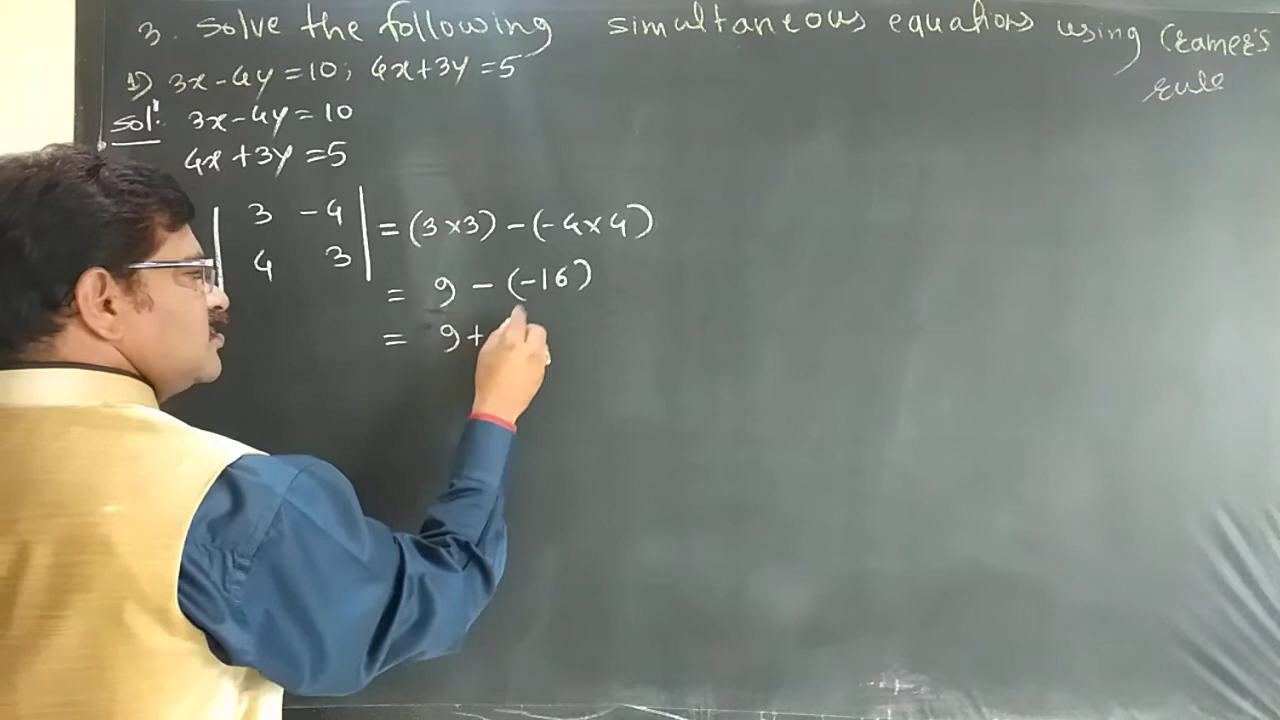 3. Solve the following simultaneous equations using Cramer's rule
1) 3x-4y=10; 4x+3y=5
Sol: 3x-4y=10
4x+3y=5
| 3 -4 | =(3×3)-(-4×4)
| 4 3 |
= 9-(-16)
= 9+